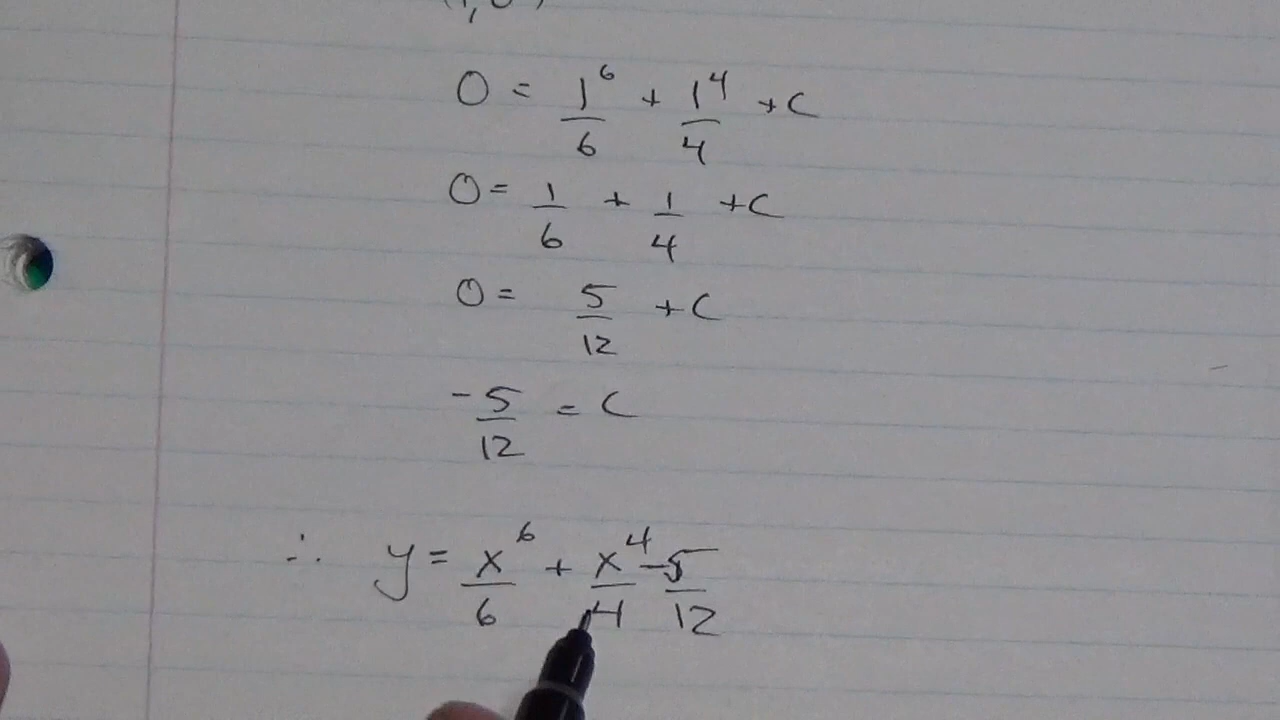 0 = 1^6/6 + 1^4/4 + C
0 = 1/6 + 1/4 + C
0 = 5/12 + C
-5/12 = C
∴ y = x^6/6 + x^4/4 - 5/12